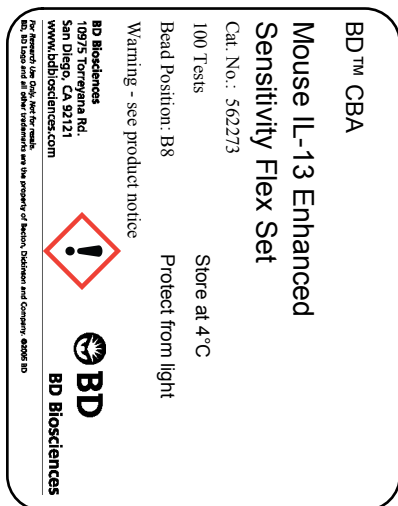 BD™ CBA
Mouse IL-13 Enhanced
Sensitivity Flex Set
Cat. No.: 562273
100 Tests
Store at 4°C
Bead Position: B8
Protect from light
Warning - see product notice
BD Biosciences
10975 Torreyana Rd.
San Diego, CA 92121
www.bdbiosciences.com
BD
BD Biosciences
For Research Use Only. Not for resale.
BD, BD Logo and all other trademarks are the property of Becton, Dickinson and Company. ©2005 BD